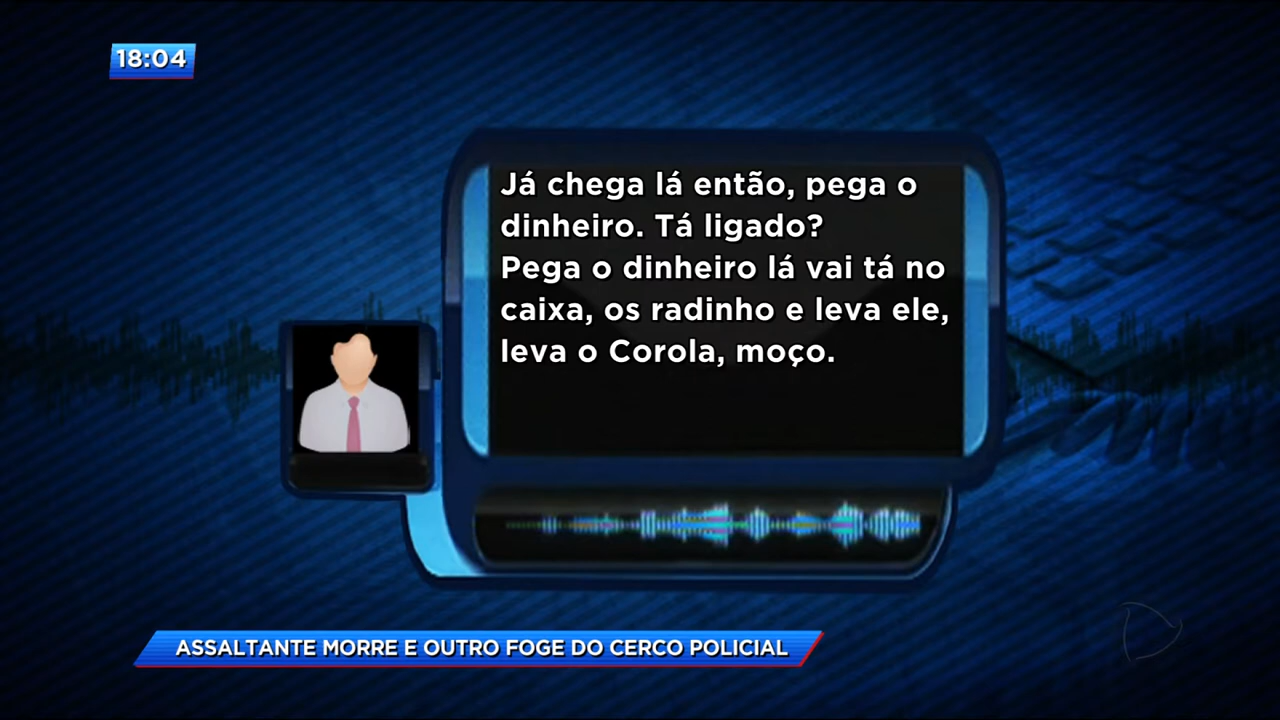 18:04
Já chega lá então, pega o
dinheiro. Tá ligado?
Pega o dinheiro lá vai tá no
caixa, os radinho e leva ele,
leva o Corola, moço.
ASSALTANTE MORRE E OUTRO FOGE DO CERCO POLICIAL